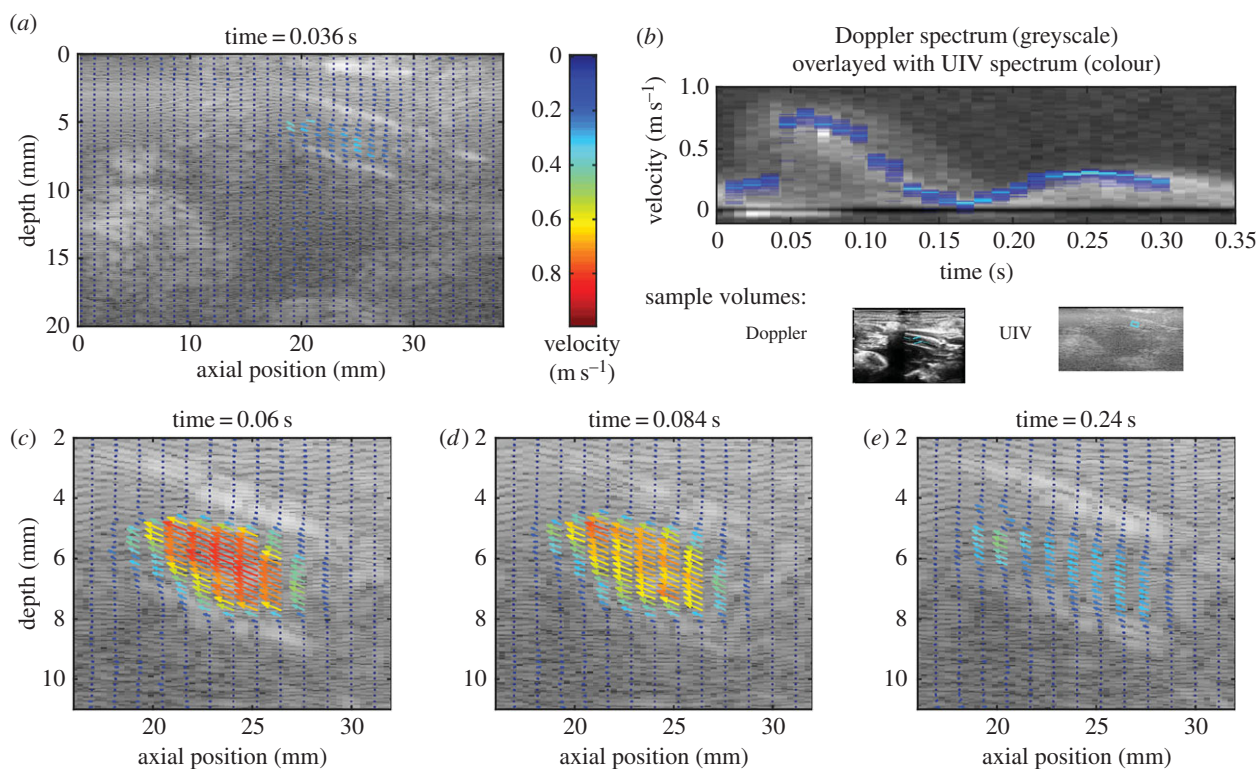 (a)
time = 0.036 s
0
5
10
15
20
depth (mm)
0
10
20
30
axial position (mm)
0
0.2
0.4
0.6
0.8
velocity
(m s⁻¹)
(b)
Doppler spectrum (greyscale)
overlayed with UIV spectrum (colour)
1.0
0.5
0
velocity (m s⁻¹)
0
0.05
0.10
0.15
0.20
0.25
0.30
0.35
time (s)
sample volumes:
Doppler
UIV
(c)
time = 0.06 s
2
4
6
8
10
depth (mm)
20
25
30
axial position (mm)
(d)
time = 0.084 s
2
4
6
8
10
20
25
30
axial position (mm)
(e)
time = 0.24 s
2
4
6
8
10
20
25
30
axial position (mm)